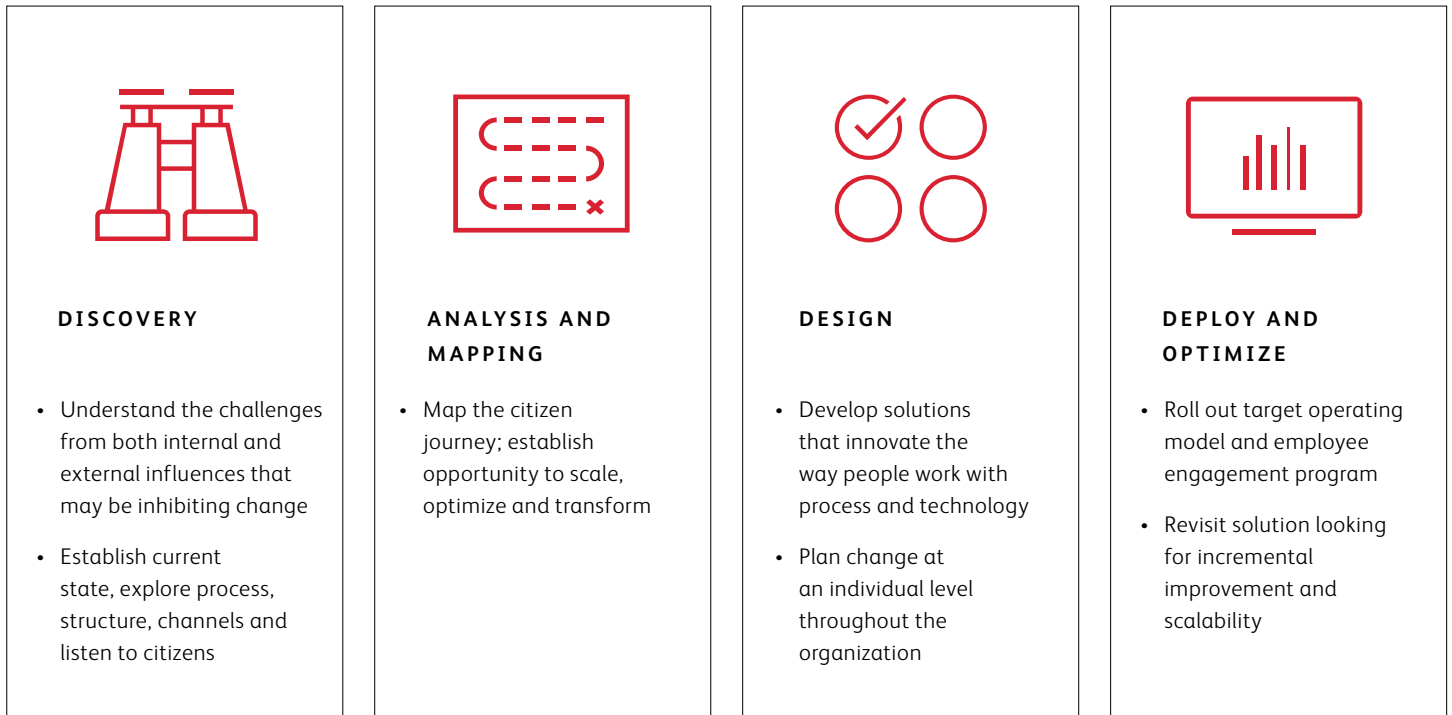 DISCOVERY
• Understand the challenges
from both internal and
external influences that
may be inhibiting change
• Establish current
state, explore process,
structure, channels and
listen to citizens
ANALYSIS AND
MAPPING
• Map the citizen
journey; establish
opportunity to scale,
optimize and transform
DESIGN
• Develop solutions
that innovate the
way people work with
process and technology
• Plan change at
an individual level
throughout the
organization
DEPLOY AND
OPTIMIZE
• Roll out target operating
model and employee
engagement program
• Revisit solution looking
for incremental
improvement and
scalability